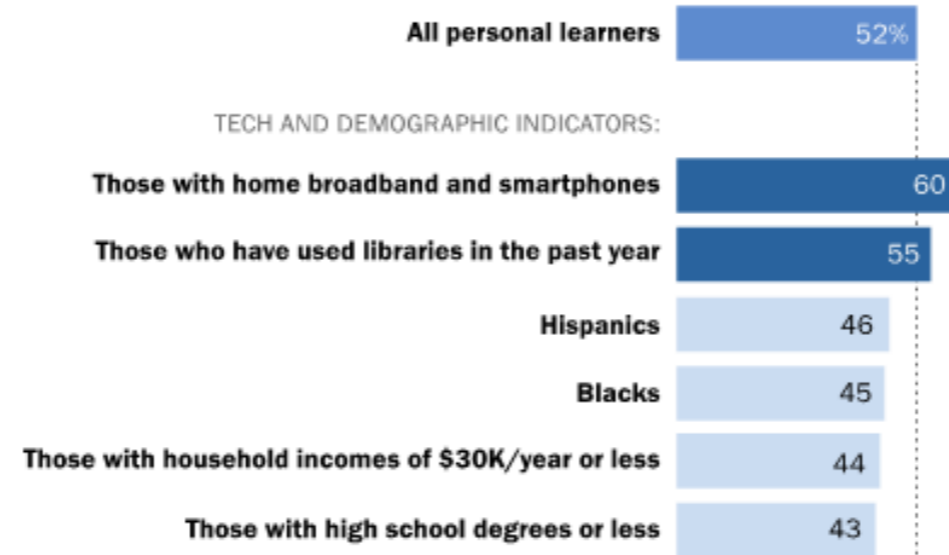 All personal learners 52%
TECH AND DEMOGRAPHIC INDICATORS:
Those with home broadband and smartphones 60
Those who have used libraries in the past year 55
Hispanics 46
Blacks 45
Those with household incomes of $30K/year or less 44
Those with high school degrees or less 43